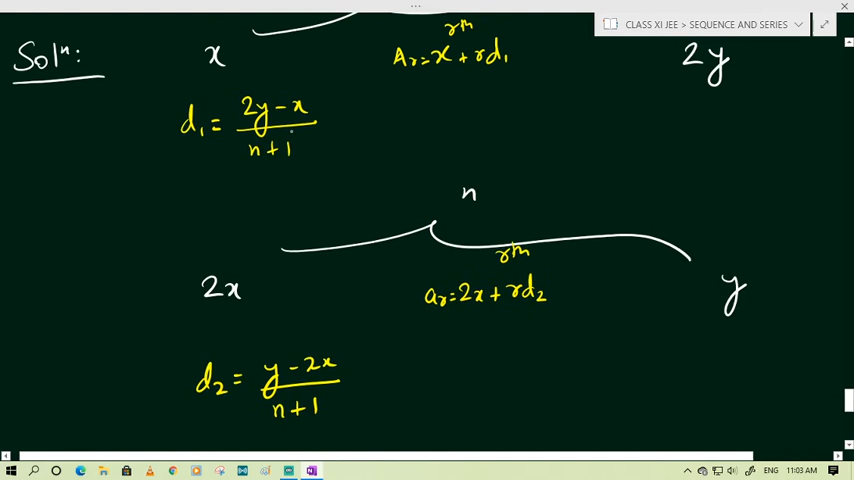 CLASS XI JEE > SEQUENCE AND SERIES
Solⁿ:
x
rth
Aᵣ = x + rd₁
2y
d₁ = (2y - x)/(n + 1)
n
rth
2x
aᵣ = 2x + rd₂
y
d₂ = (y - 2x)/(n + 1)
ENG 11:03 AM